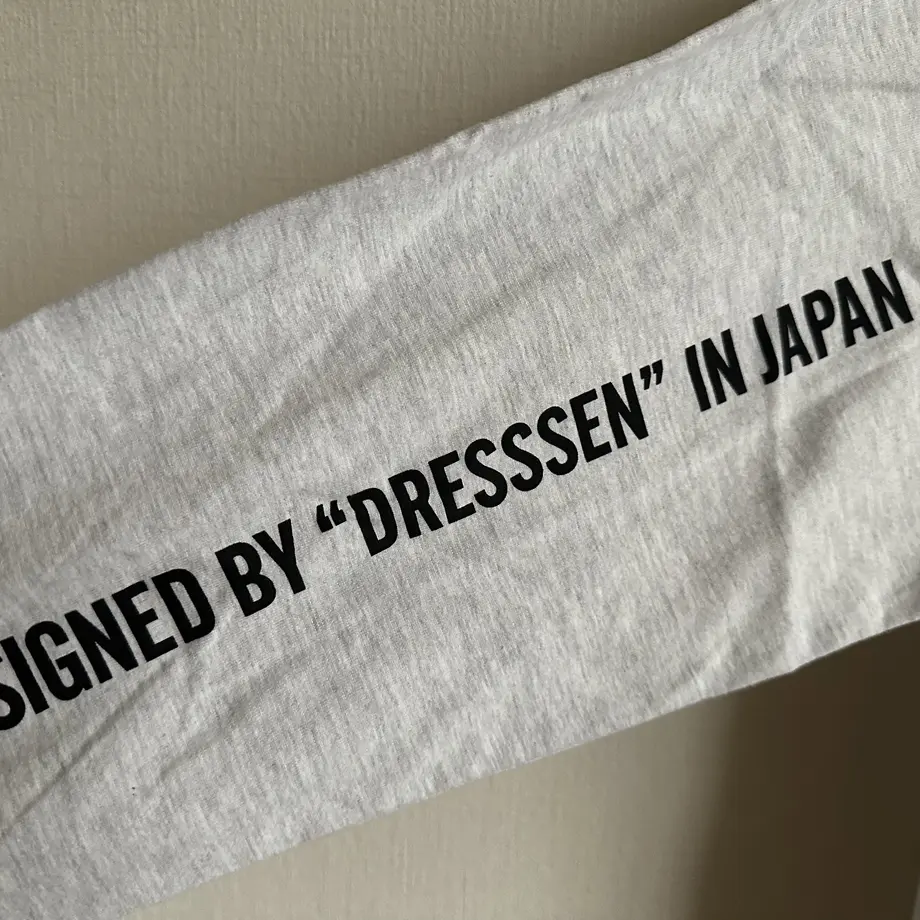 SIGNED BY “DRESSSEN” IN JAPAN